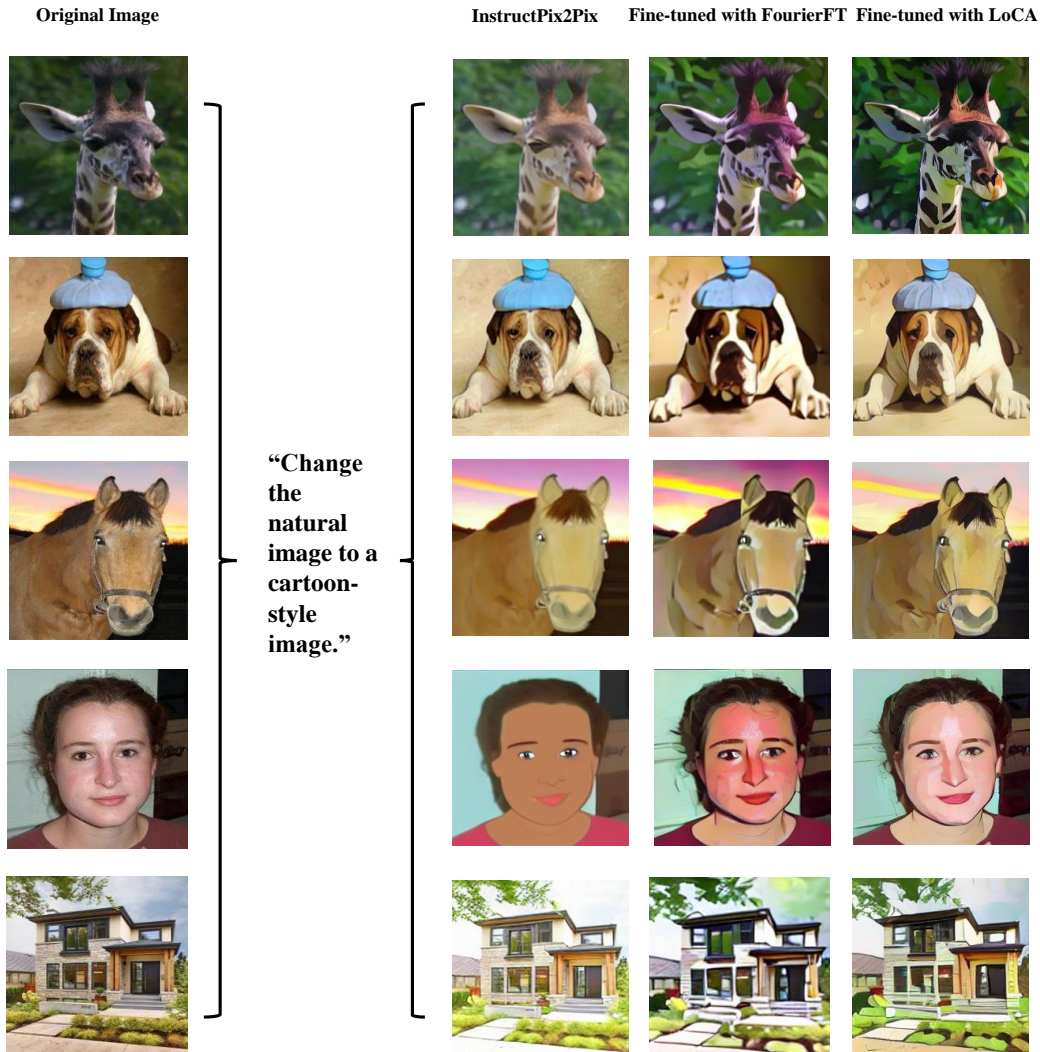 Original Image
InstructPix2Pix
Fine-tuned with FourierFT
Fine-tuned with LoCA
“Change
the
natural
image to a
cartoon-
style
image.”